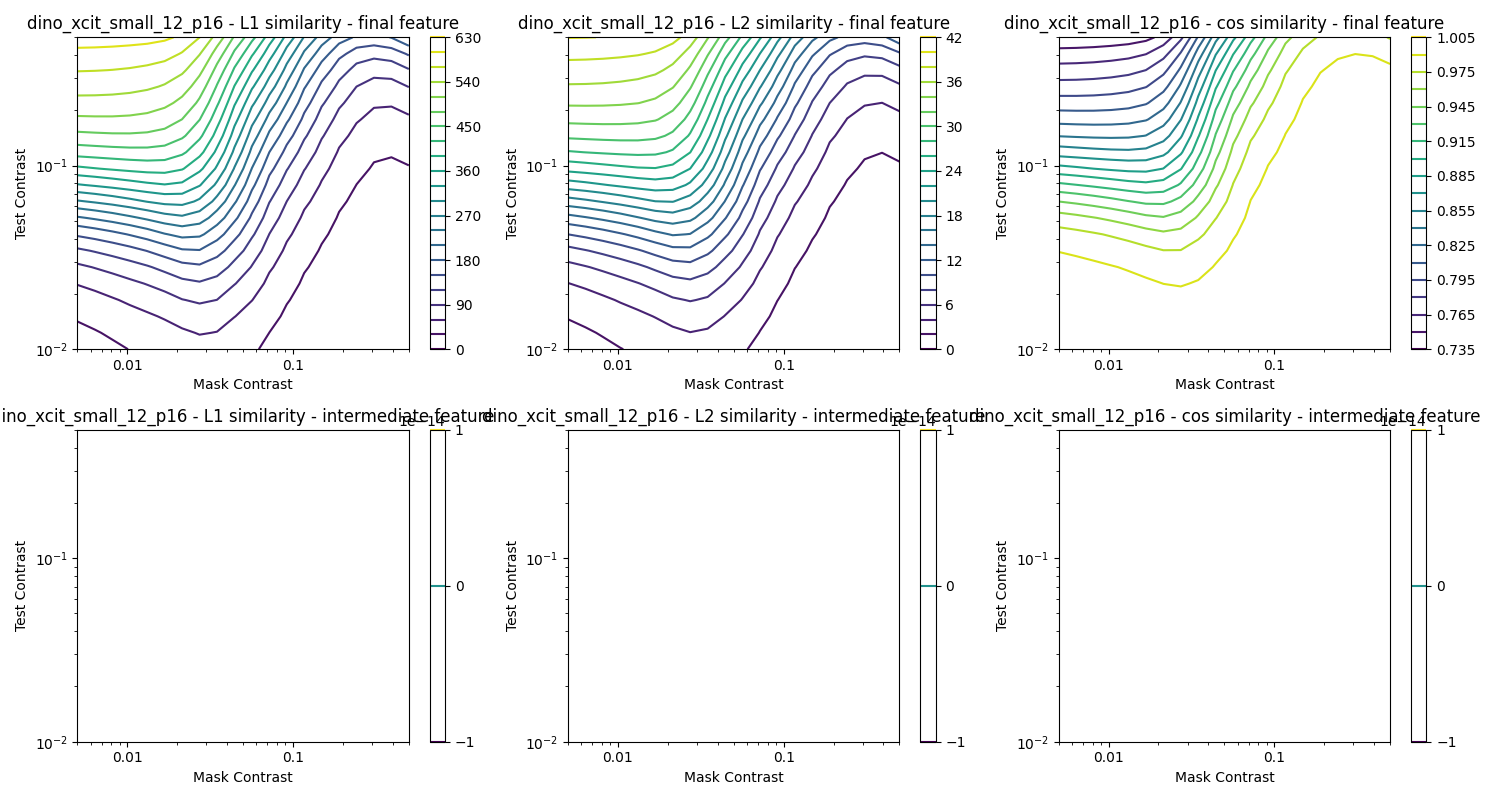 dino_xcit_small_12_p16 - L1 similarity - final feature
630
540
450
360
270
180
90
0
10⁻¹
10⁻²
Test Contrast
0.01
0.1
Mask Contrast
dino_xcit_small_12_p16 - L2 similarity - final feature
42
36
30
24
18
12
6
0
10⁻¹
10⁻²
Test Contrast
0.01
0.1
Mask Contrast
dino_xcit_small_12_p16 - cos similarity - final feature
1.005
0.975
0.945
0.915
0.885
0.855
0.825
0.795
0.765
0.735
10⁻¹
10⁻²
Test Contrast
0.01
0.1
Mask Contrast
ino_xcit_small_12_p16 - L1 similarity - intermediate feature
1e−14
1
0
−1
10⁻¹
10⁻²
Test Contrast
0.01
0.1
Mask Contrast
dino_xcit_small_12_p16 - L2 similarity - intermediate feature
1e−14
1
0
−1
10⁻¹
10⁻²
Test Contrast
0.01
0.1
Mask Contrast
dino_xcit_small_12_p16 - cos similarity - intermediate feature
1e−14
1
0
−1
10⁻¹
10⁻²
Test Contrast
0.01
0.1
Mask Contrast